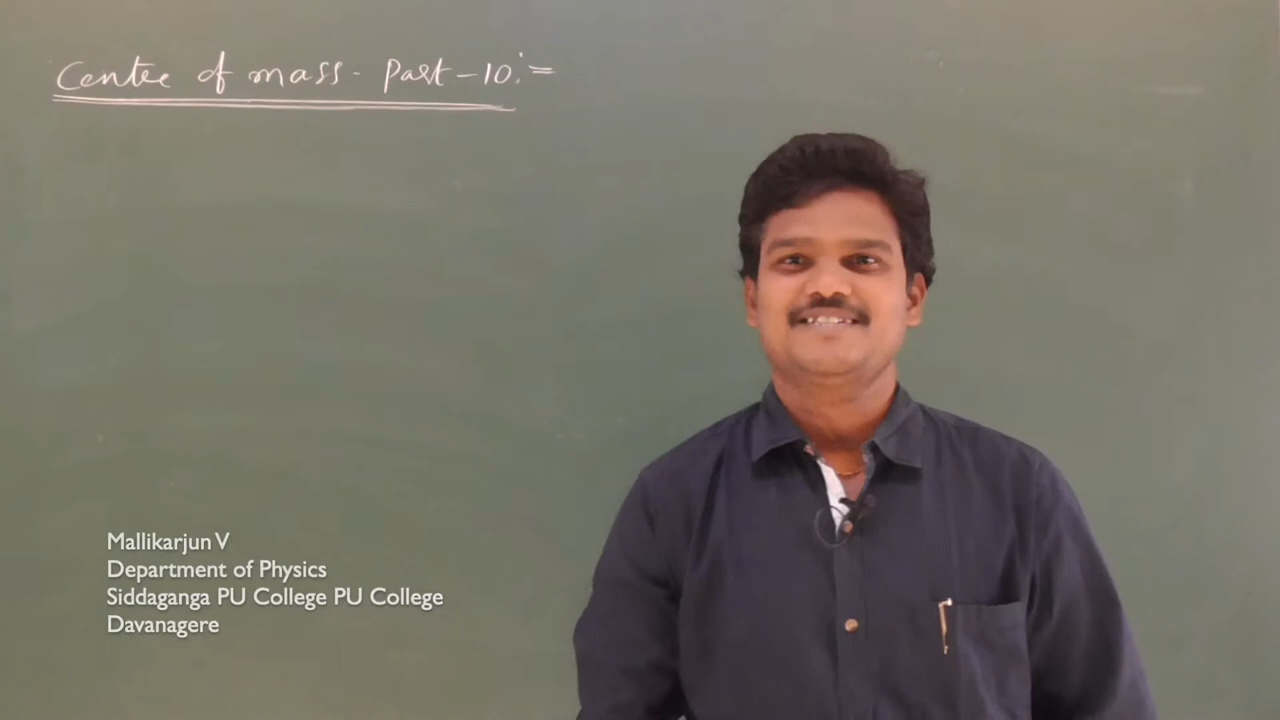 Centre of mass - Part-10:=
Mallikarjun V
Department of Physics
Siddaganga PU College PU College
Davanagere